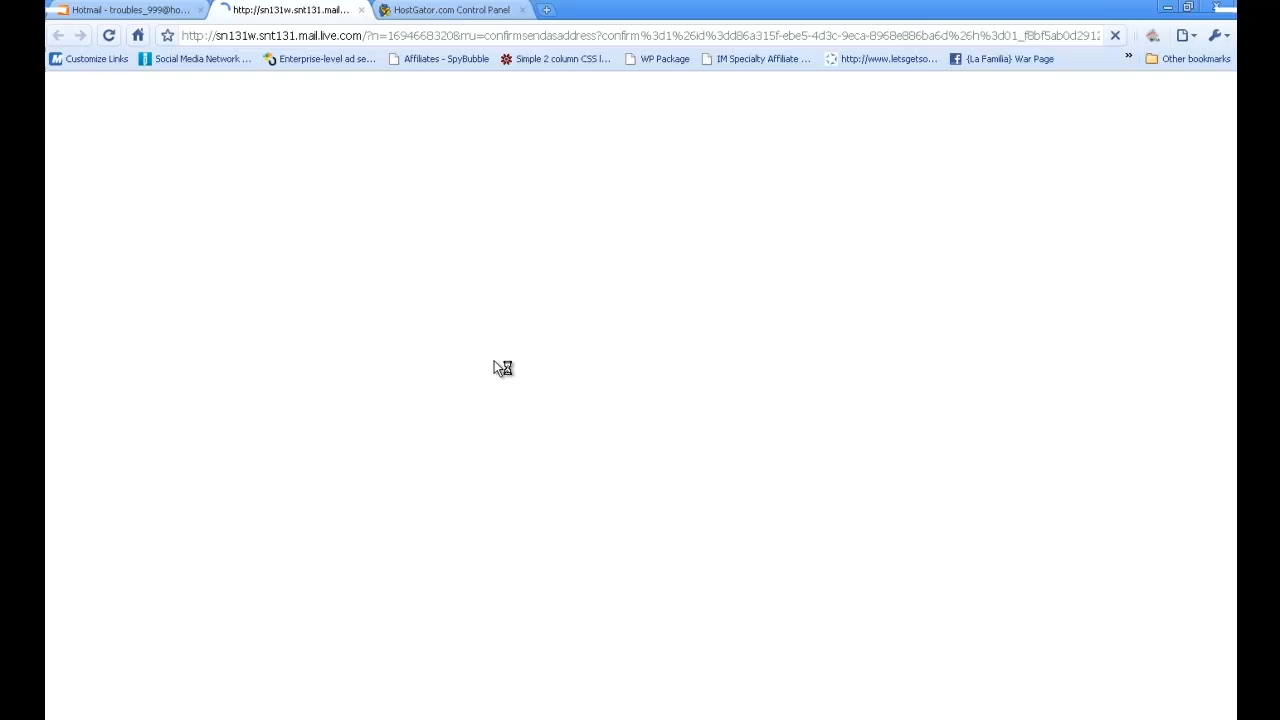 Hotmail - troubles_999@ho... http://sn131w.snt131.mail... HostGator.com Control Panel
http://sn131w.snt131.mail.live.com/?n=1694668320&rru=confirmsendasaddress?confirm%3d1%26id%3dd86a315f-ebe5-4d3c-9eca-8968e886ba6d%26h%3d01_f8bf5ab0d2912
Customize Links Social Media Network ... Enterprise-level ad se... Affiliates - SpyBubble Simple 2 column CSS l... WP Package IM Specialty Affiliate ... http://www.letsgetso... {La Familia} War Page » Other bookmarks